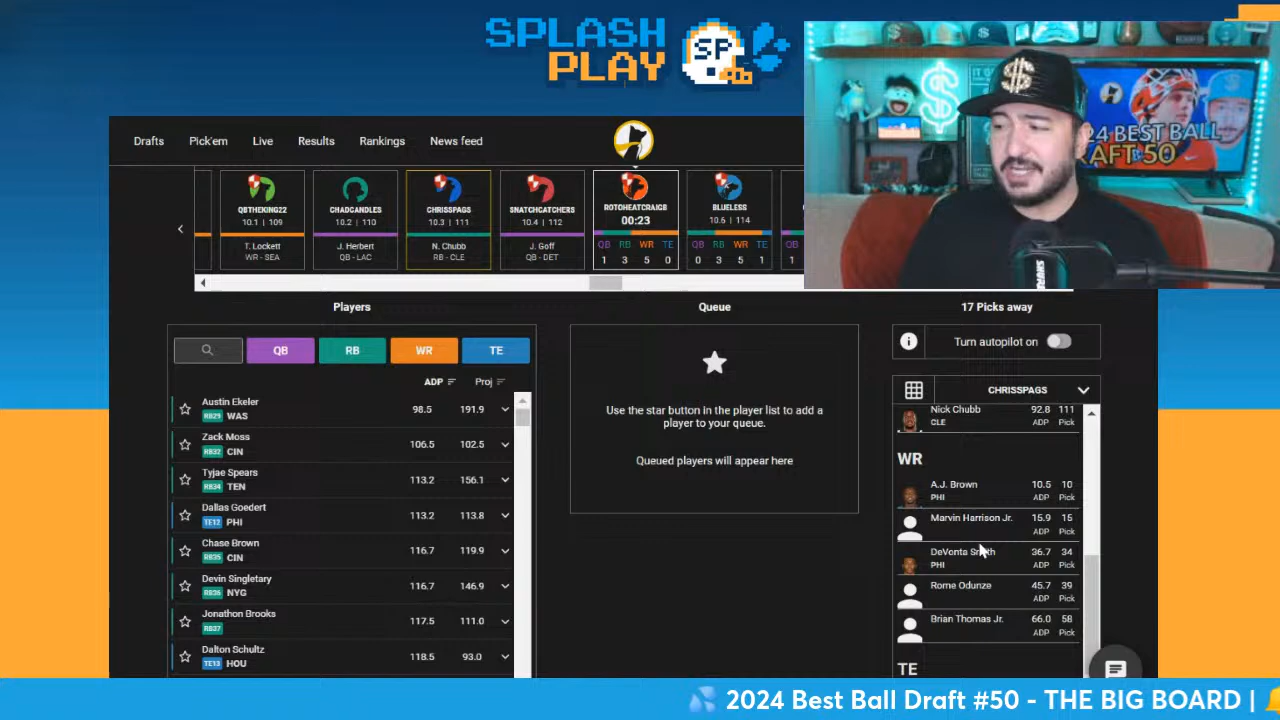 SPLASH
PLAY
SP
24 BEST BALL
DRAFT 50
Drafts Pick'em Live Results Rankings News feed
QBTHEKING22
10.1 | 109
T. Lockett
WR - SEA
CHADCANDLES
10.2 | 110
J. Herbert
QB - LAC
CHRISSPAGS
10.3 | 111
N. Chubb
RB - CLE
SNATCHCATCHERS
10.4 | 112
J. Goff
QB - DET
ROTOHEATCRAIG8
00:23
QB RB WR TE
1 3 5 0
BLUELESS
10.6 | 114
QB RB WR TE
0 3 5 1
Players
QB RB WR TE
ADP Proj
Austin Ekeler
RB29 WAS
98.5 191.9
Zack Moss
RB32 CIN
106.5 102.5
Tyjae Spears
RB34 TEN
113.2 156.1
Dallas Goedert
TE12 PHI
113.2 113.8
Chase Brown
RB35 CIN
116.7 119.9
Devin Singletary
RB36 NYG
116.7 146.9
Jonathon Brooks
RB37
117.5 111.0
Dalton Schultz
TE13 HOU
118.5 93.0
Queue
Use the star button in the player list to add a
player to your queue.
Queued players will appear here
17 Picks away
Turn autopilot on
CHRISSPAGS
Nick Chubb 92.8 111
CLE ADP Pick
WR
A.J. Brown 10.5 10
PHI ADP Pick
Marvin Harrison Jr. 15.9 15
ADP Pick
DeVonta Smith 36.7 34
PHI ADP Pick
Rome Odunze 45.7 39
ADP Pick
Brian Thomas Jr. 66.0 58
ADP Pick
TE
2024 Best Ball Draft #50 - THE BIG BOARD |